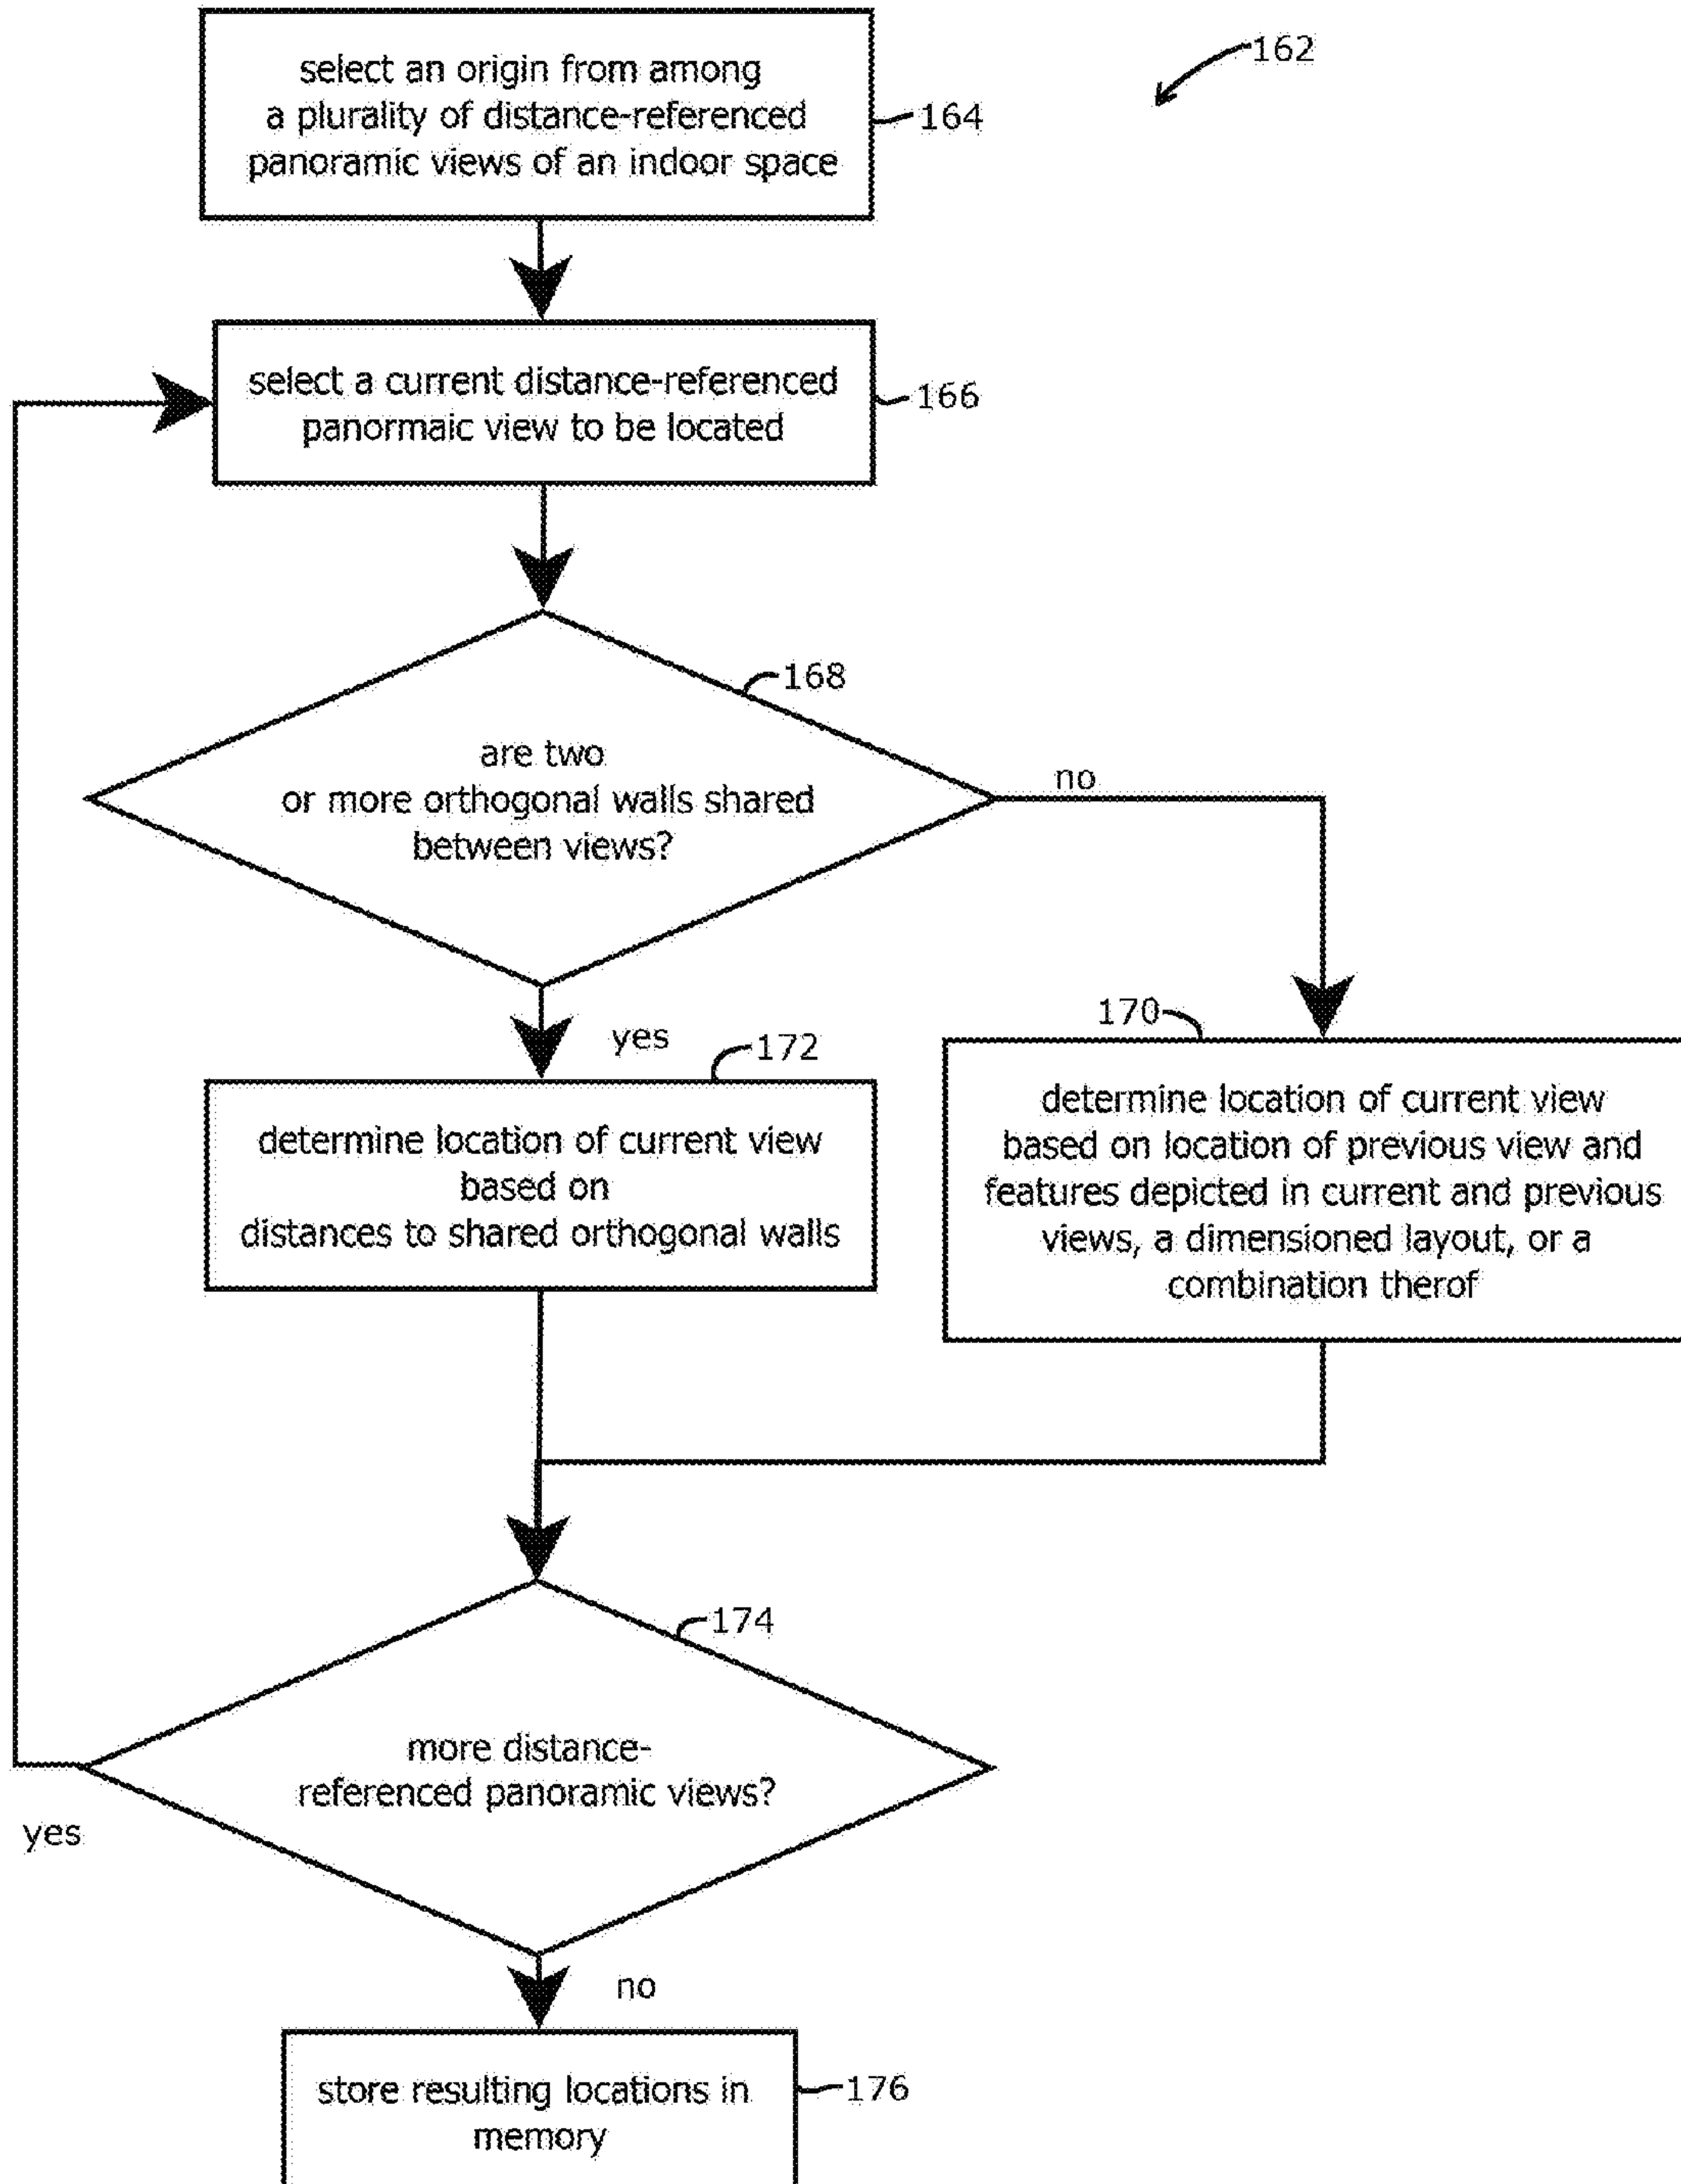 select an origin from among
a plurality of distance-referenced
panoramic views of an indoor space
164
162
select a current distance-referenced
panormaic view to be located
166
168
are two
or more orthogonal walls shared
between views?
no
yes
172
determine location of current view
based on
distances to shared orthogonal walls
170
determine location of current view
based on location of previous view and
features depicted in current and previous
views, a dimensioned layout, or a
combination therof
174
more distance-
referenced panoramic views?
yes
no
store resulting locations in
memory
176